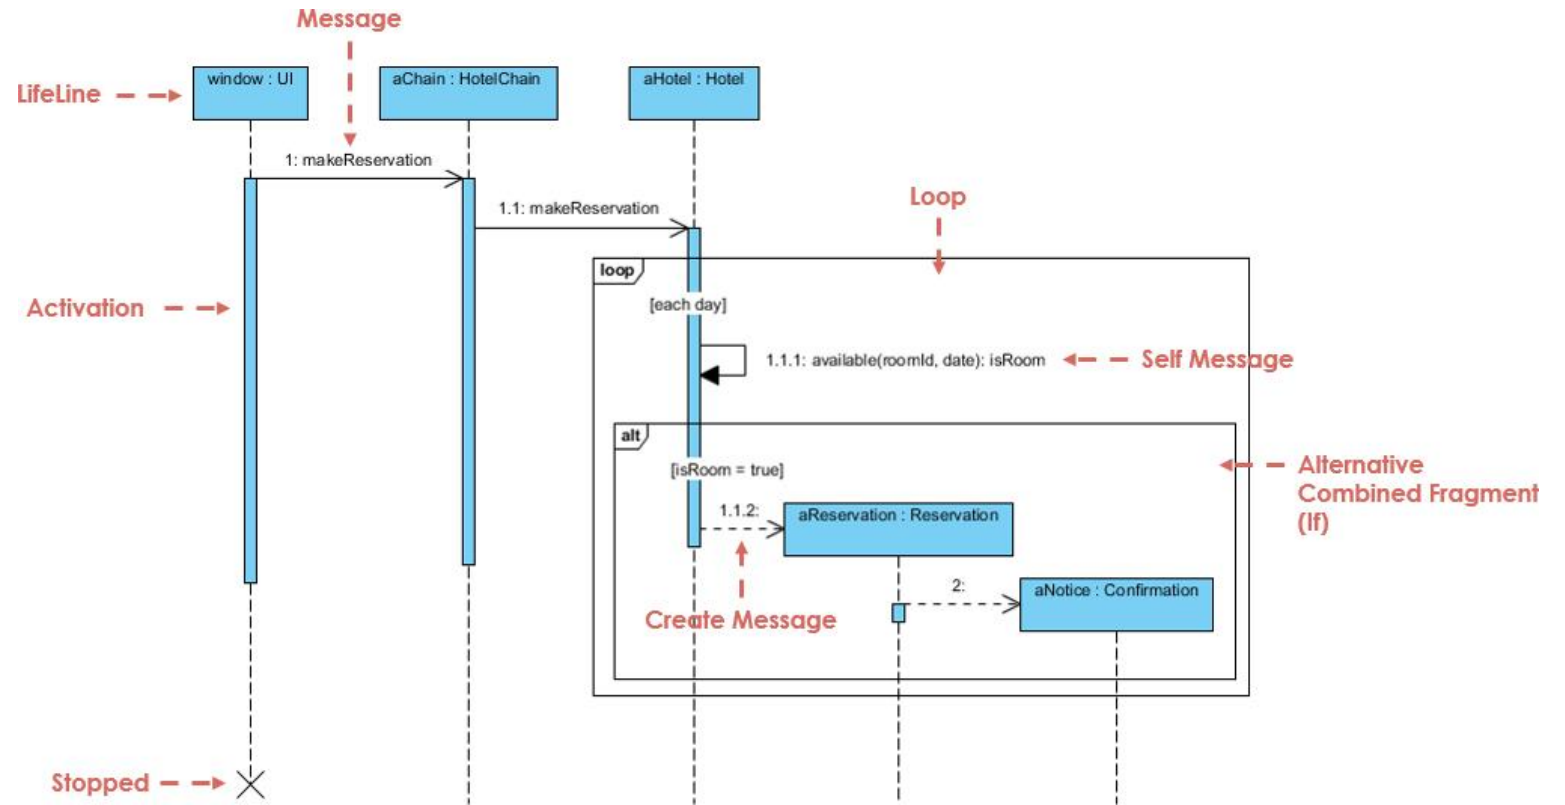 Message
LifeLine
window : UI
aChain : HotelChain
aHotel : Hotel
1: makeReservation
1.1: makeReservation
Loop
loop
[each day]
Activation
1.1.1: available(roomId, date): isRoom
Self Message
alt
[isRoom = true]
Alternative
Combined Fragment
(If)
1.1.2:
aReservation : Reservation
2:
aNotice : Confirmation
Create Message
Stopped